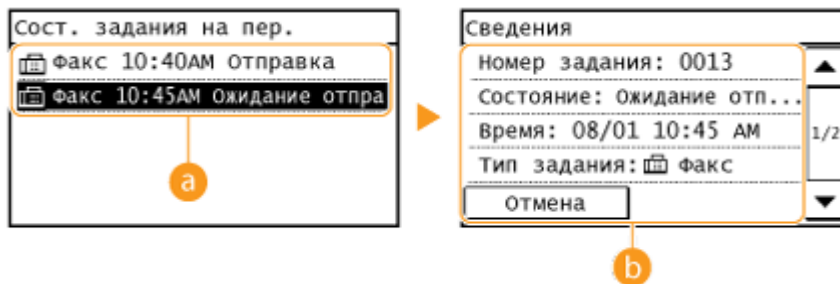 Сост. задания на пер.
Факс 10:40AM Отправка
Факс 10:45AM Ожидание отпра
a
Сведения
Номер задания: 0013
Состояние: Ожидание отп...
Время: 08/01 10:45 AM
1/2
Тип задания: Факс
Отмена
b